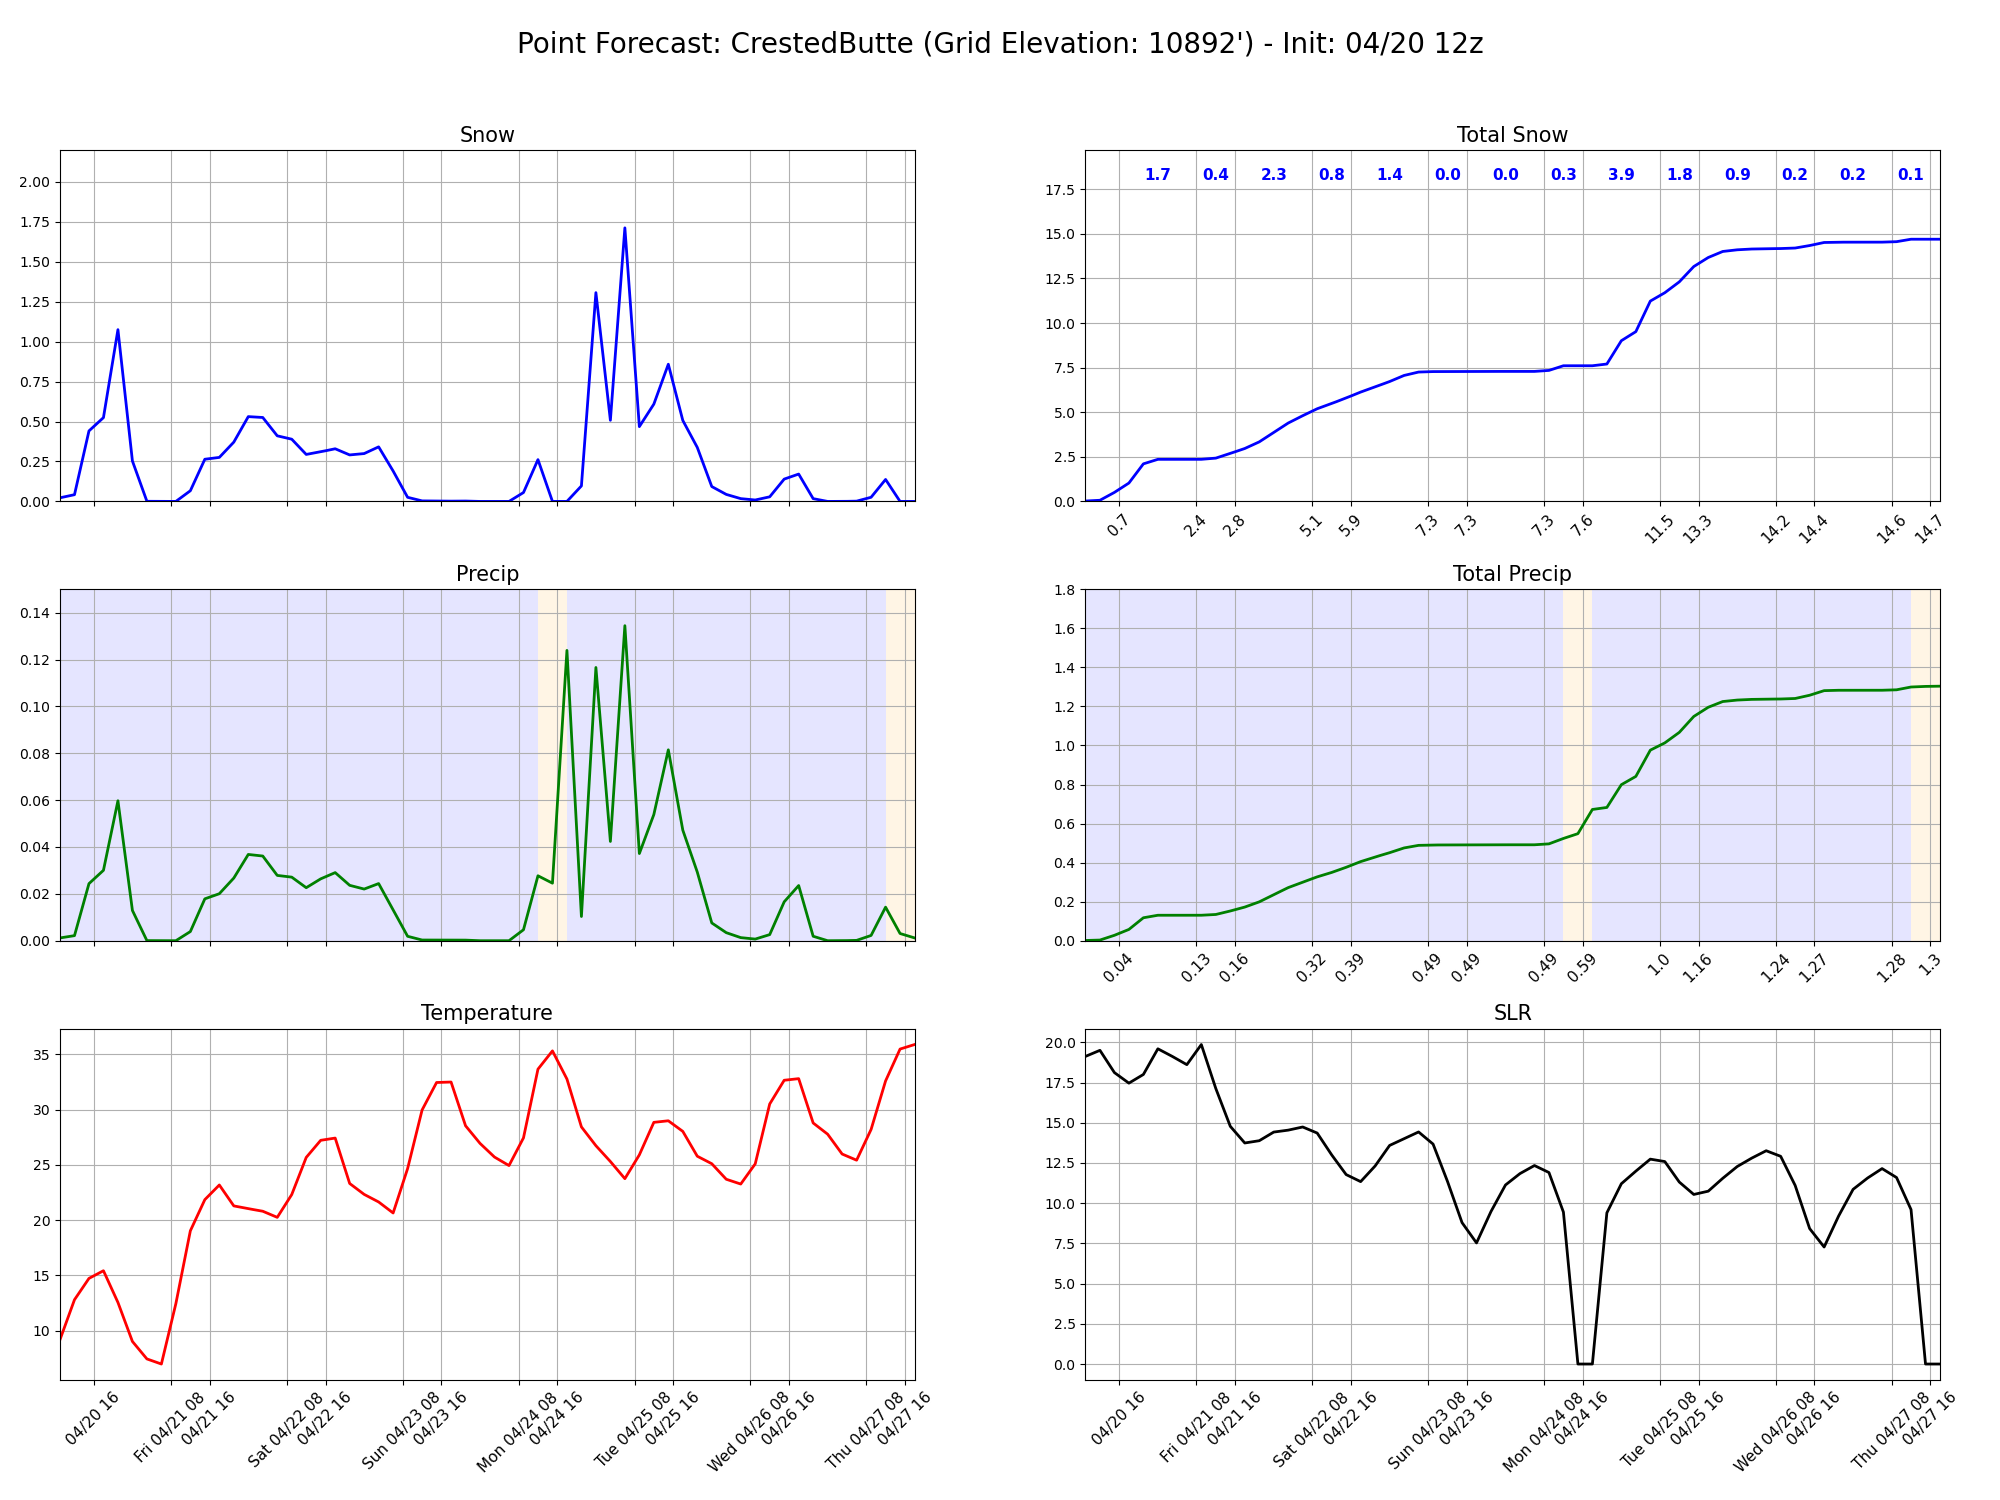 Point Forecast: CrestedButte (Grid Elevation: 10892') - Init: 04/20 12z
Snow
2.00
1.75
1.50
1.25
1.00
0.75
0.50
0.25
0.00
Total Snow
1.7 0.4 2.3 0.8 1.4 0.0 0.0 0.3 3.9 1.8 0.9 0.2 0.2 0.1
17.5
15.0
12.5
10.0
7.5
5.0
2.5
0.0
0.7 2.4 2.8 5.1 5.9 7.3 7.3 7.3 7.6 11.5 13.3 14.2 14.4 14.6 14.7
Precip
0.14
0.12
0.10
0.08
0.06
0.04
0.02
0.00
Total Precip
1.8
1.6
1.4
1.2
1.0
0.8
0.6
0.4
0.2
0.0
0.04 0.13 0.16 0.32 0.39 0.49 0.49 0.49 0.59 1.0 1.16 1.24 1.27 1.28 1.3
Temperature
35
30
25
20
15
10
04/20 16
Fri 04/21 08
04/21 16
Sat 04/22 08
04/22 16
Sun 04/23 08
04/23 16
Mon 04/24 08
04/24 16
Tue 04/25 08
04/25 16
Wed 04/26 08
04/26 16
Thu 04/27 08
04/27 16
SLR
20.0
17.5
15.0
12.5
10.0
7.5
5.0
2.5
0.0
04/20 16
Fri 04/21 08
04/21 16
Sat 04/22 08
04/22 16
Sun 04/23 08
04/23 16
Mon 04/24 08
04/24 16
Tue 04/25 08
04/25 16
Wed 04/26 08
04/26 16
Thu 04/27 08
04/27 16